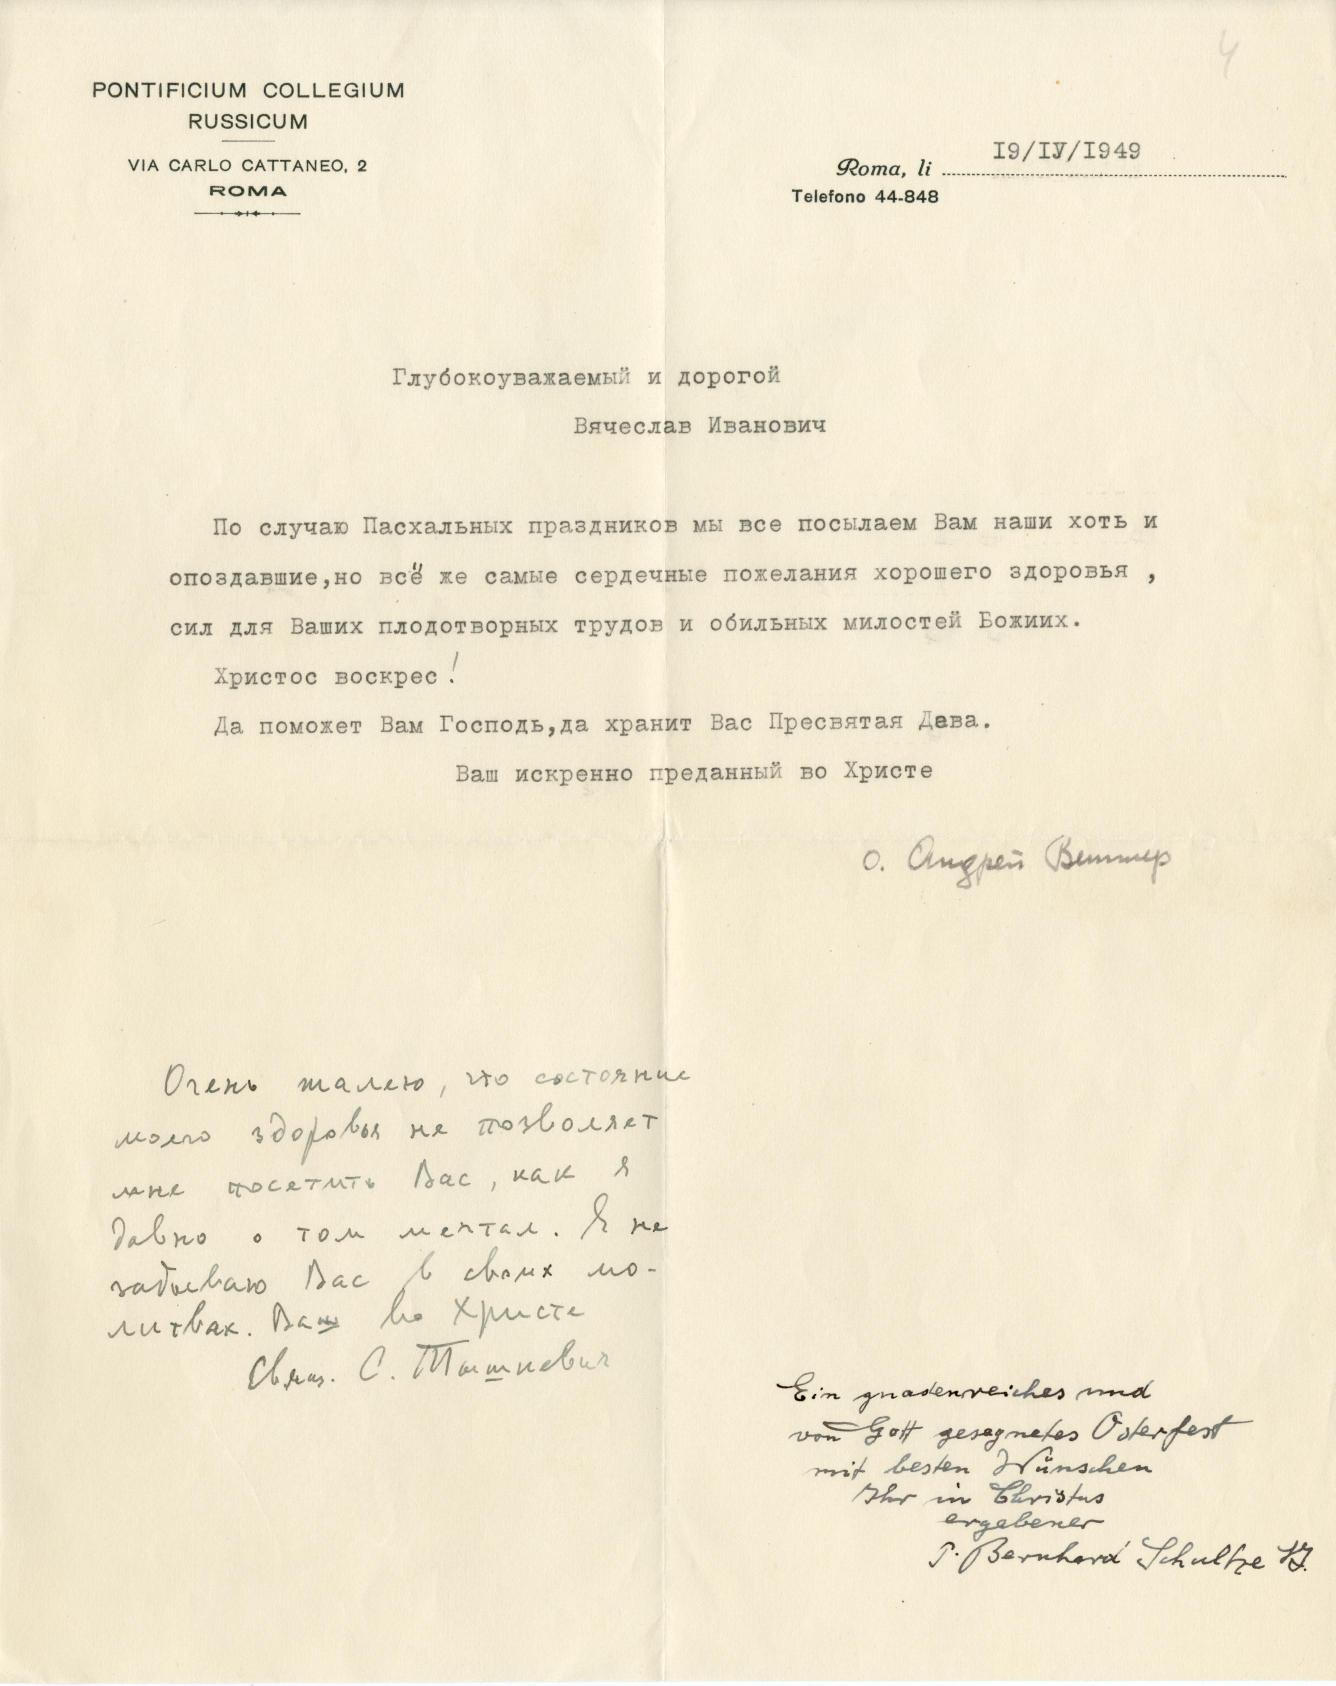 4
PONTIFICIUM COLLEGIUM
RUSSICUM
VIA CARLO CATTANEO, 2
ROMA
Roma, li 19/IV/1949
Telefono 44-848
Глубокоуважаемый и дорогой
Вячеслав Иванович
По случаю Пасхальных праздников мы все посылаем Вам наши хоть и
опоздавшие,но всё же самые сердечные пожелания хорошего здоровья ,
сил для Ваших плодотворных трудов и обильных милостей Божиих.
Христос воскрес!
Да поможет Вам Господь,да хранит Вас Пресвятая Дева.
Ваш искренно преданный во Христе
о. Андрей Веттер
Очень жалею, что состояние
моего здоровья не позволяет
мне посетить Вас, как я
давно о том мечтал. Я не
забываю Вас в своих мо-
литвах. Ваш во Христе
Свящ. С. Тышкевич
Ein gnadenreiches und
von Gott gesegnetes Osterfest
mit besten Wünschen
Ihr in Christus
ergebener
P. Bernhard Schultze SJ.